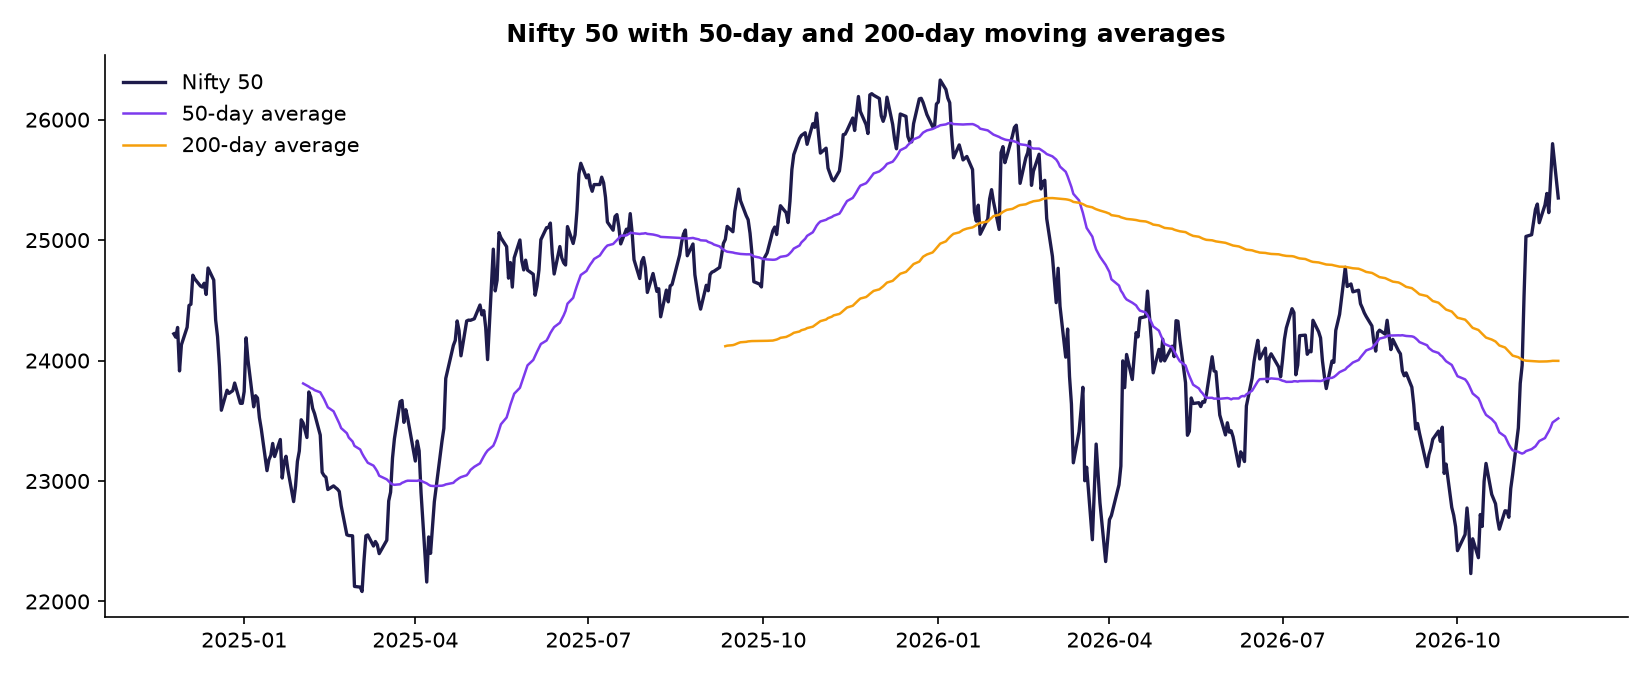 Nifty 50 with 50-day and 200-day moving averages
Nifty 50
50-day average
200-day average
26000
25000
24000
23000
22000
2025-01 2025-04 2025-07 2025-10 2026-01 2026-04 2026-07 2026-10